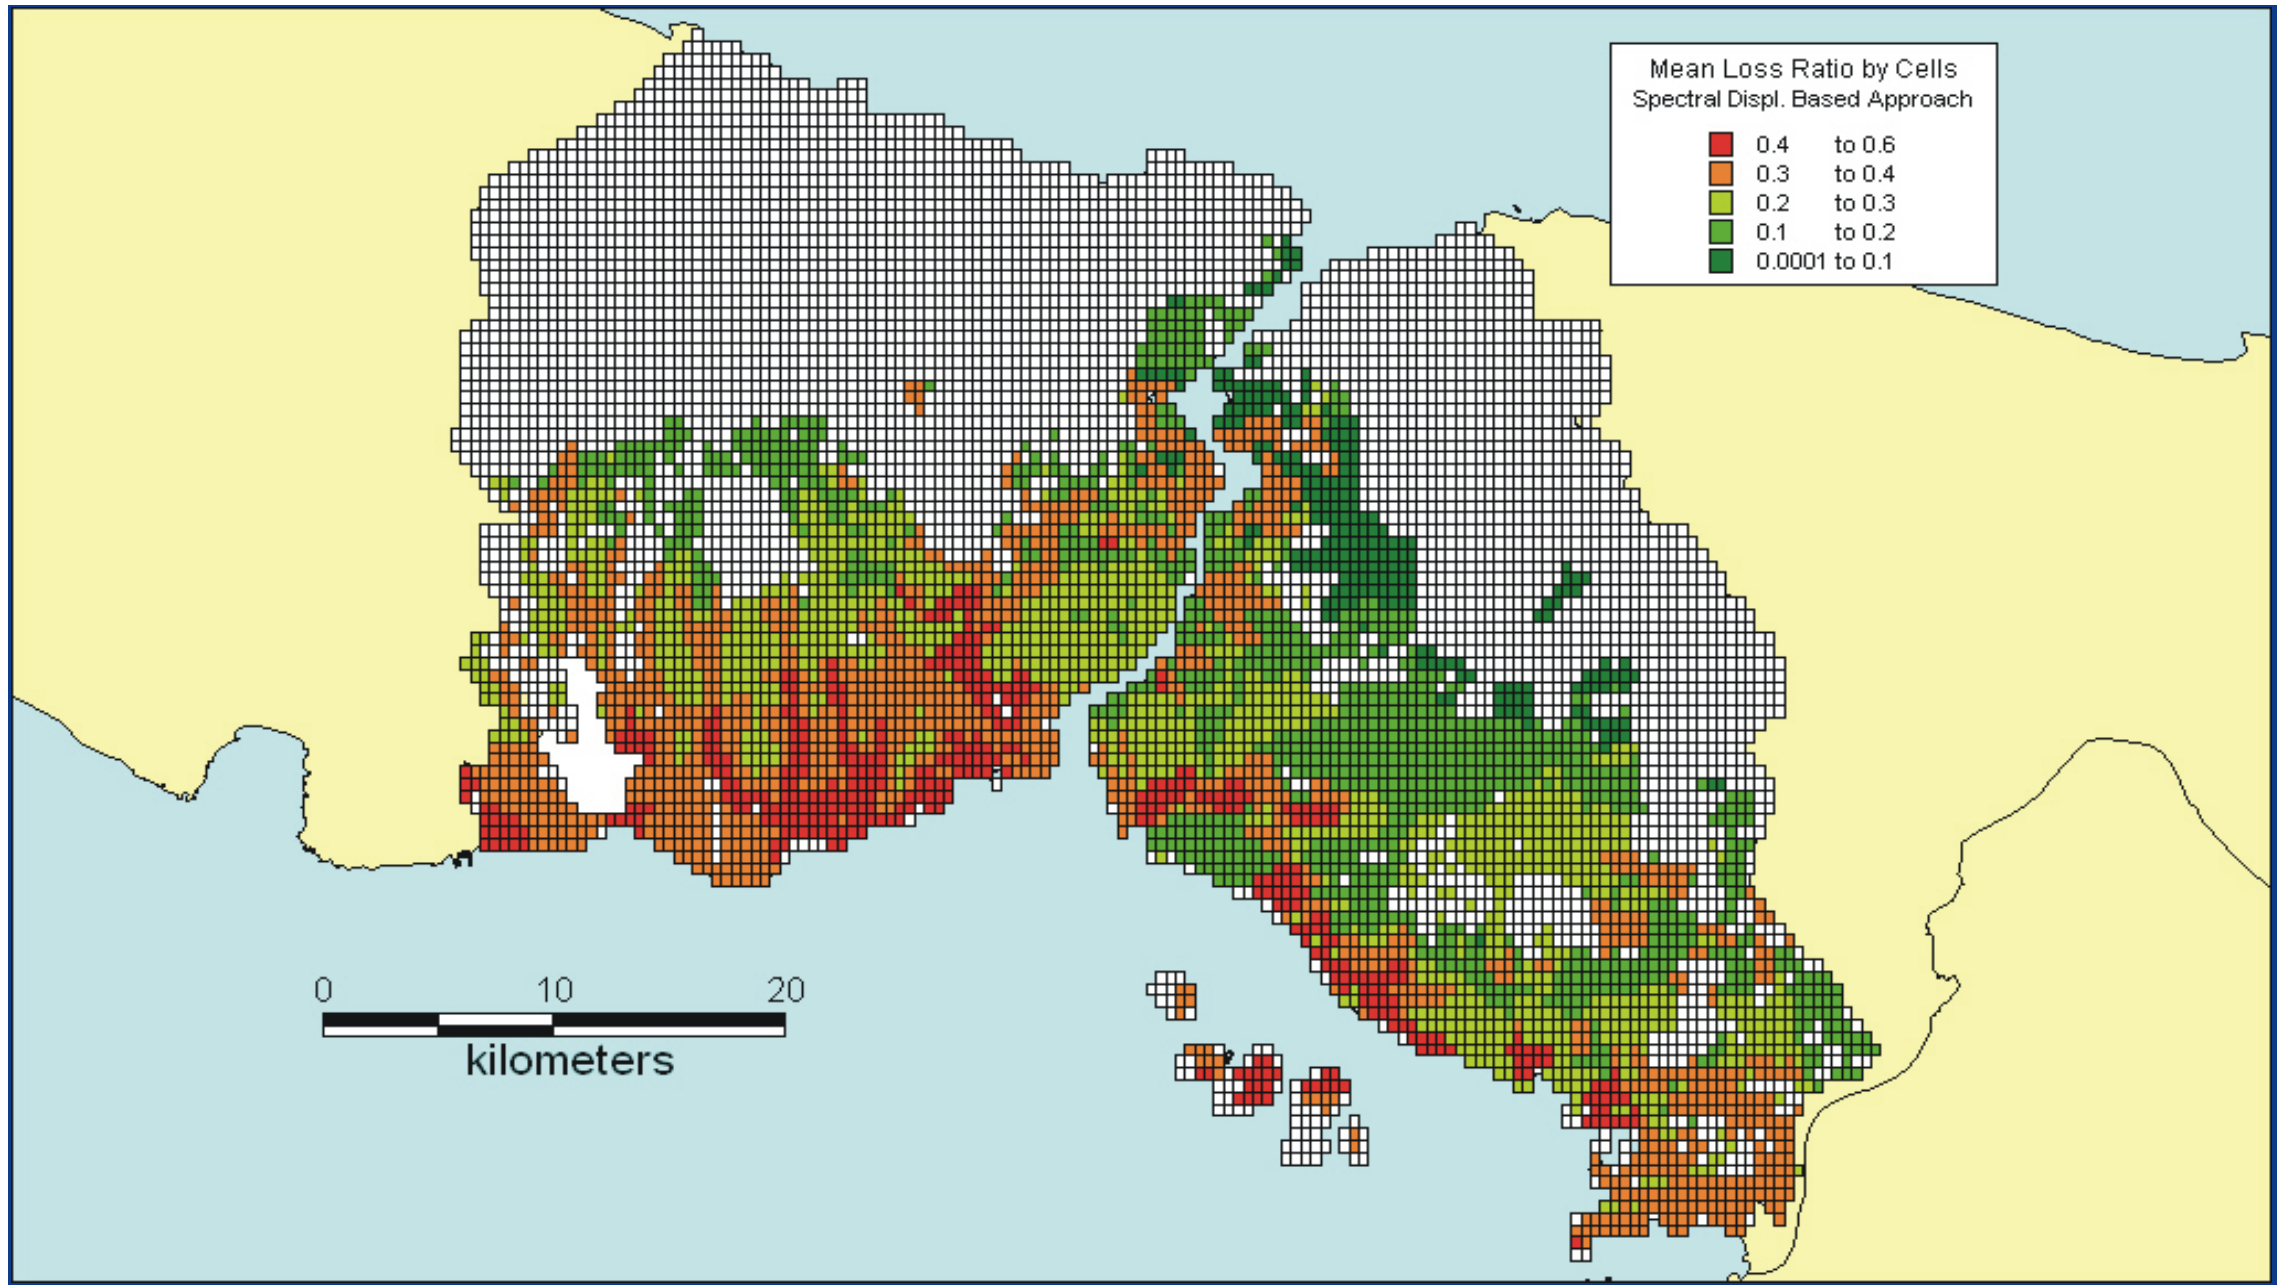 Mean Loss Ratio by Cells
Spectral Displ. Based Approach
0.4 to 0.6
0.3 to 0.4
0.2 to 0.3
0.1 to 0.2
0.0001 to 0.1
0 10 20
kilometers